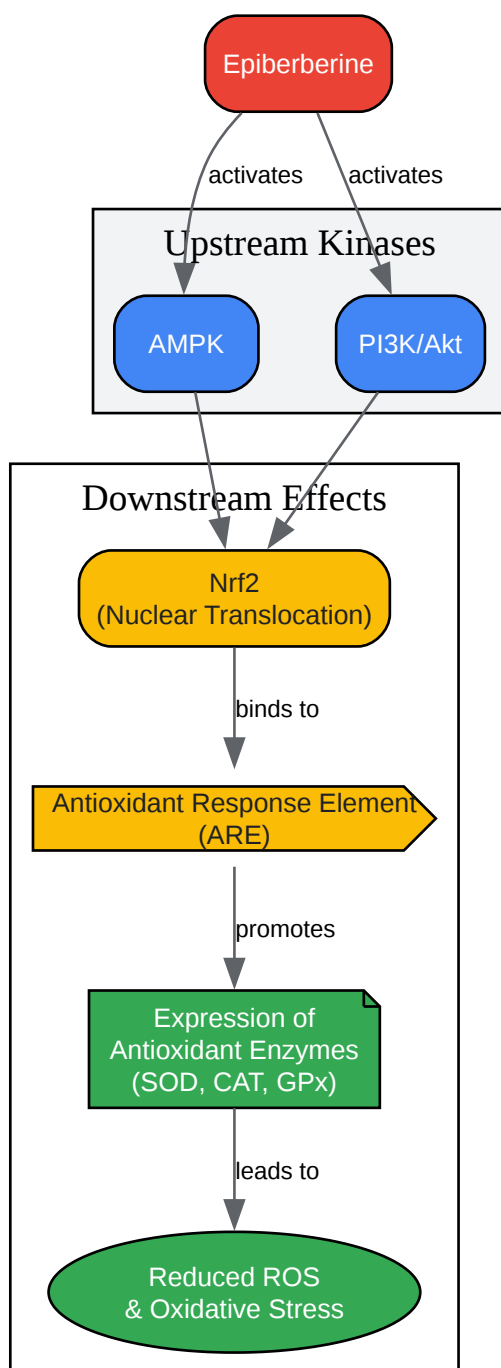 Epiberberine
activates
activates
Upstream Kinases
AMPK
PI3K/Akt
Downstream Effects
Nrf2
(Nuclear Translocation)
binds to
Antioxidant Response Element
(ARE)
promotes
Expression of
Antioxidant Enzymes
(SOD, CAT, GPx)
leads to
Reduced ROS
& Oxidative Stress